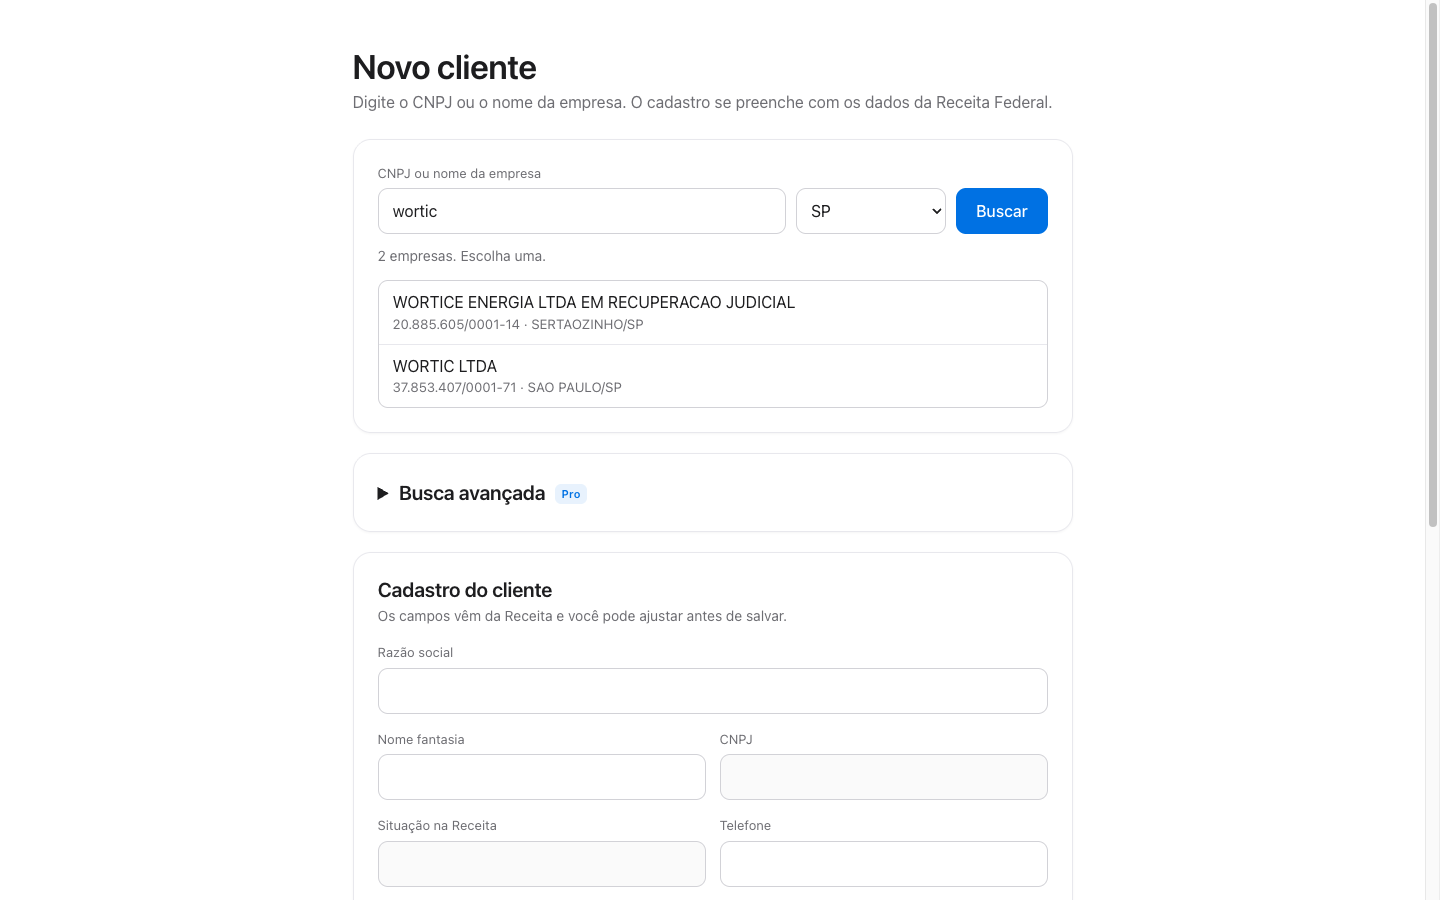 Novo cliente
Digite o CNPJ ou o nome da empresa. O cadastro se preenche com os dados da Receita Federal.
CNPJ ou nome da empresa
wortic
SP
Buscar
2 empresas. Escolha uma.
WORTICE ENERGIA LTDA EM RECUPERACAO JUDICIAL
20.885.605/0001-14 · SERTAOZINHO/SP
WORTIC LTDA
37.853.407/0001-71 · SAO PAULO/SP
Busca avançada Pro
Cadastro do cliente
Os campos vêm da Receita e você pode ajustar antes de salvar.
Razão social
Nome fantasia
CNPJ
Situação na Receita
Telefone